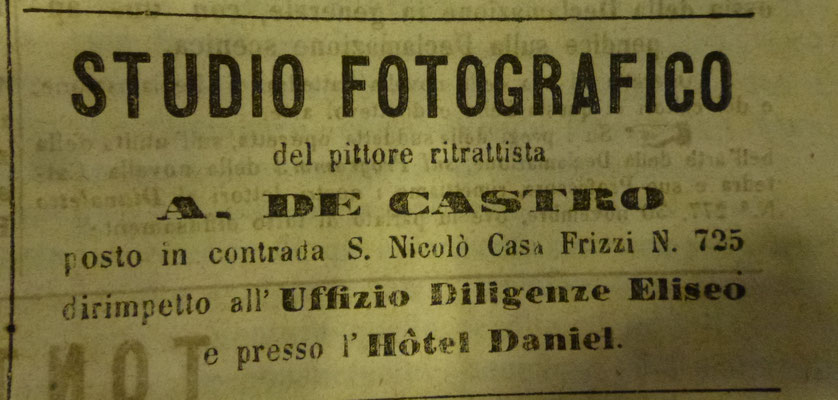 STUDIO FOTOGRAFICO
del pittore ritrattista
A. DE CASTRO
posto in contrada S. Nicolò Casa Frizzi N. 725
dirimpetto all' Uffizio Diligenze Eliseo
e presso l' Hôtel Daniel.